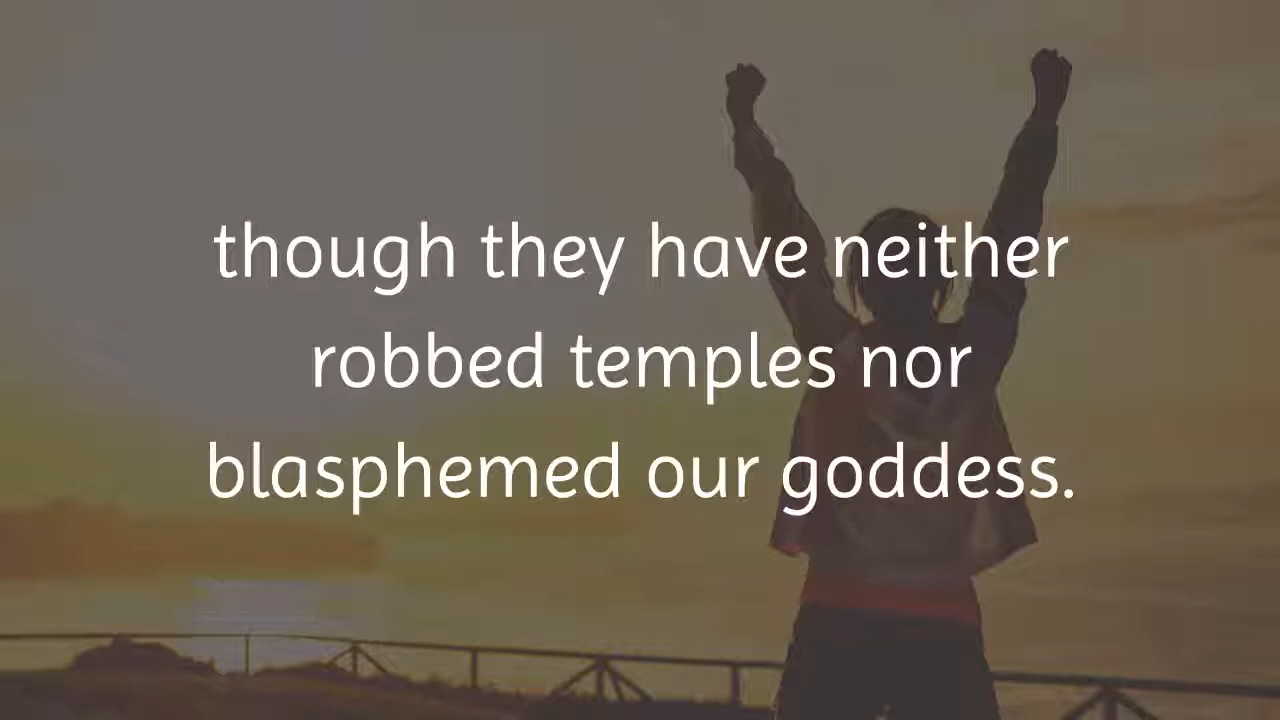 though they have neither
robbed temples nor
blasphemed our goddess.